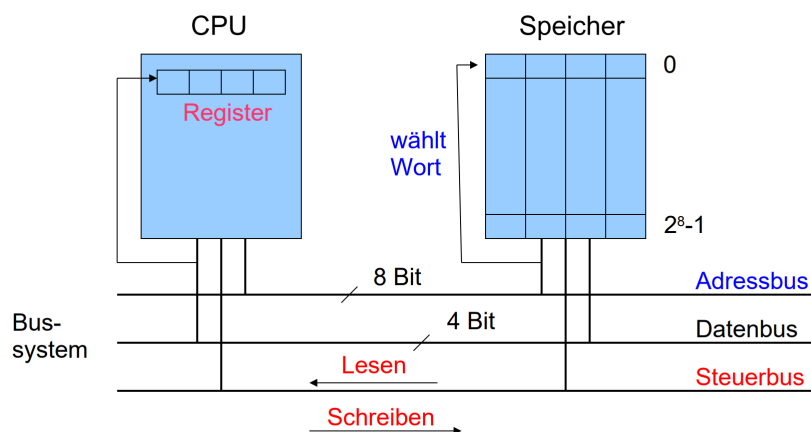 CPU
Speicher
0
Register
wählt
Wort
2⁸-1
8 Bit
Adressbus
Bus-
system
4 Bit
Datenbus
Lesen
Steuerbus
Schreiben